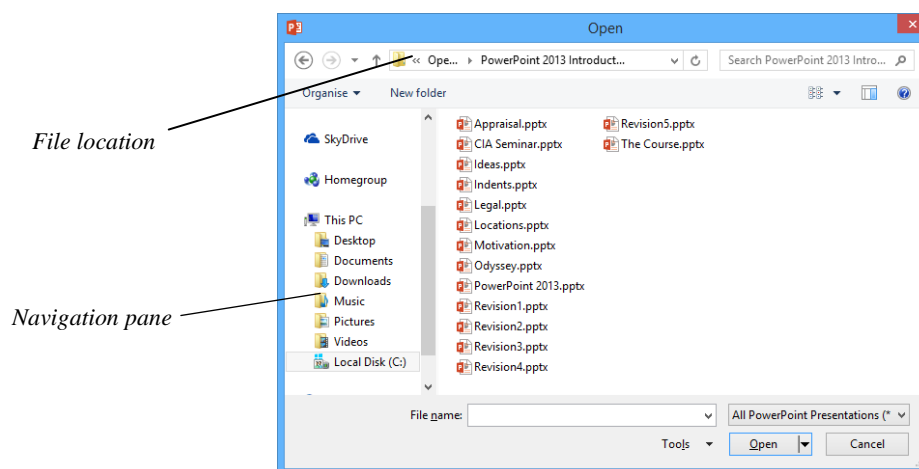 Open
« Ope... PowerPoint 2013 Introduct...
Search PowerPoint 2013 Intro...
Organise
New folder
File location
Navigation pane
SkyDrive
Homegroup
This PC
Desktop
Documents
Downloads
Music
Pictures
Videos
Local Disk (C:)
Appraisal.pptx
CIA Seminar.pptx
Ideas.pptx
Indents.pptx
Legal.pptx
Locations.pptx
Motivation.pptx
Odyssey.pptx
PowerPoint 2013.pptx
Revision1.pptx
Revision2.pptx
Revision3.pptx
Revision4.pptx
Revision5.pptx
The Course.pptx
File name:
All PowerPoint Presentations (*
Tools
Open
Cancel